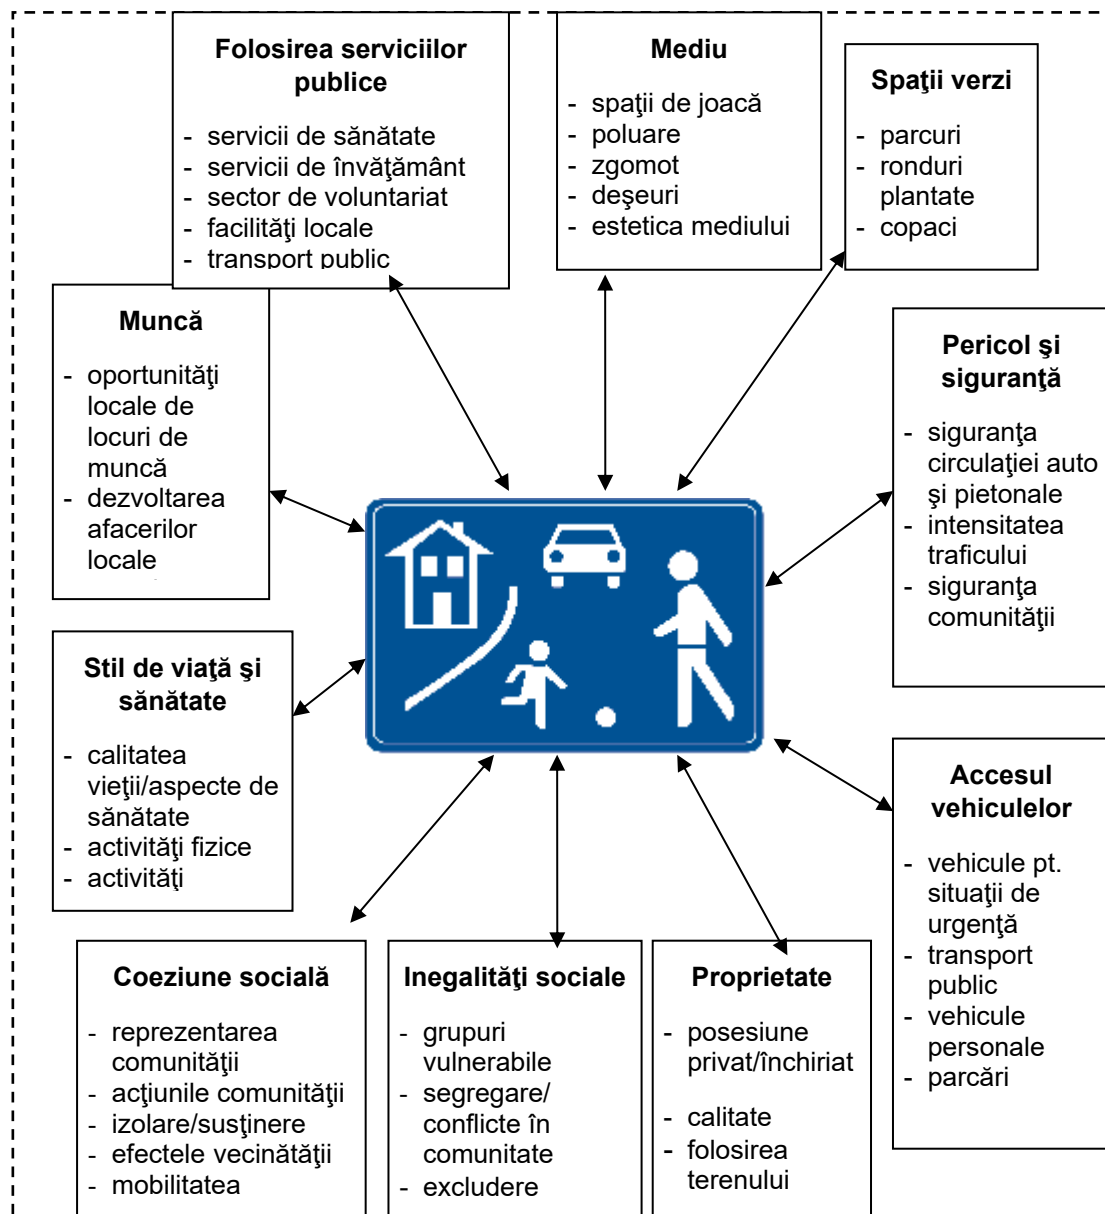 Folosirea serviciilor
publice
- servicii de sănătate
- servicii de învăţământ
- sector de voluntariat
- facilităţi locale
- transport public
Mediu
- spaţii de joacă
- poluare
- zgomot
- deşeuri
- estetica mediului
Spaţii verzi
- parcuri
- ronduri
plantate
- copaci
Muncă
- oportunităţi
locale de
locuri de
muncă
- dezvoltarea
afacerilor
locale
Pericol şi
siguranţă
- siguranţa
circulaţiei auto
şi pietonale
- intensitatea
traficului
- siguranţa
comunităţii
Stil de viaţă şi
sănătate
- calitatea
vieţii/aspecte de
sănătate
- activităţi fizice
- activităţi
Accesul
vehiculelor
- vehicule pt.
situaţii de
urgenţă
- transport
public
- vehicule
personale
- parcări
Coeziune socială
- reprezentarea
comunităţii
- acţiunile comunităţii
- izolare/susţinere
- efectele vecinătăţii
- mobilitatea
Inegalităţi sociale
- grupuri
vulnerabile
- segregare/
conflicte în
comunitate
- excludere
Proprietate
- posesiune
privat/închiriat
- calitate
- folosirea
terenului